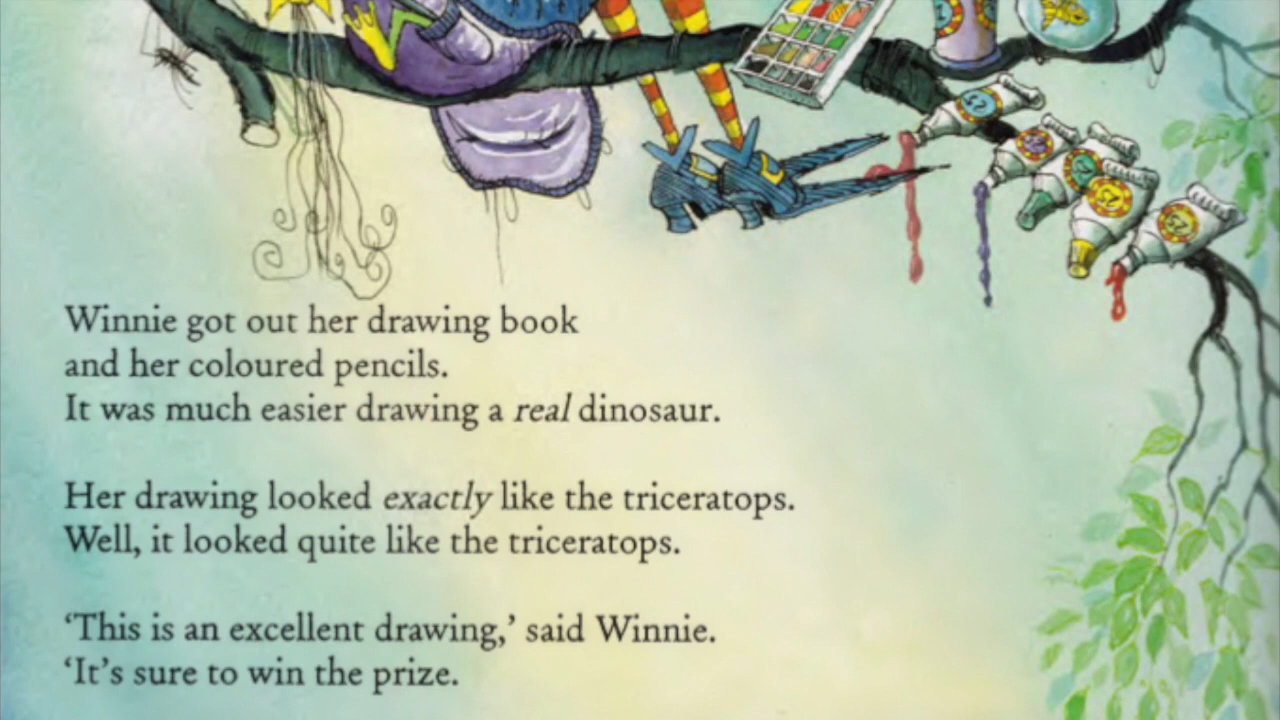 Winnie got out her drawing book
and her coloured pencils.
It was much easier drawing a real dinosaur.
Her drawing looked exactly like the triceratops.
Well, it looked quite like the triceratops.
‘This is an excellent drawing,’ said Winnie.
‘It’s sure to win the prize.